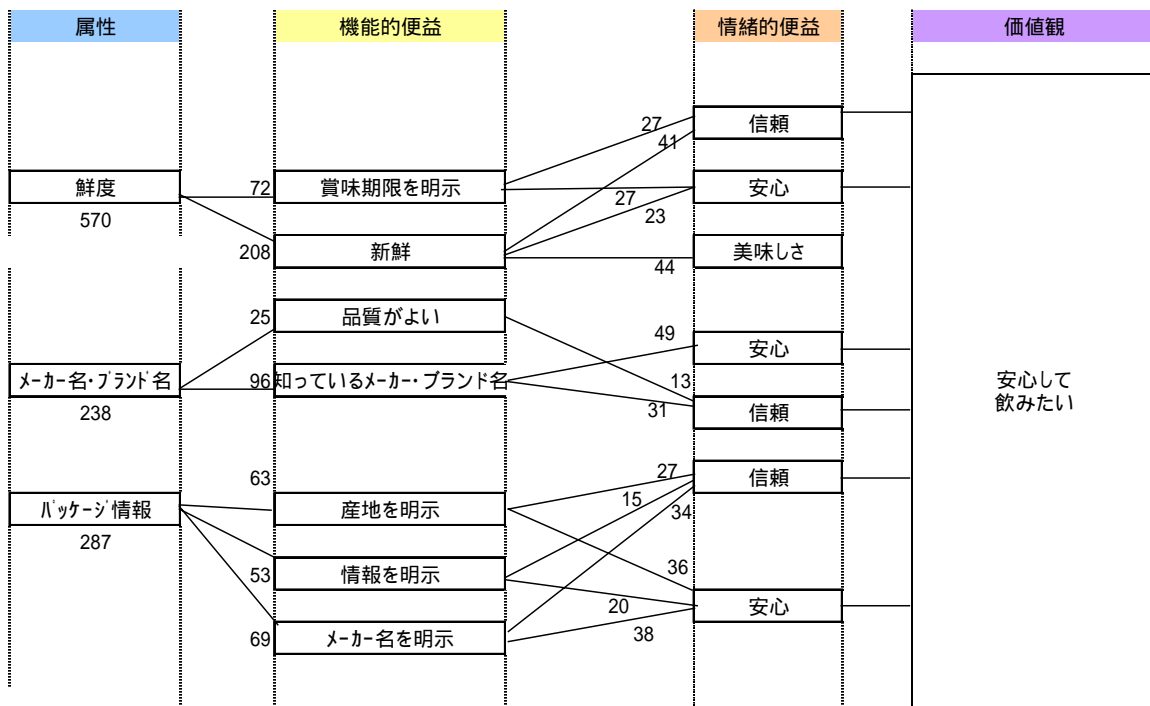 属性
機能的便益
情緒的便益
価値観
27
信頼
41
鮮度
72
賞味期限を明示
安心
570
27
23
208
新鮮
美味しさ
44
25
品質がよい
49
安心
メーカー名・ブランド名
96
知っているメーカー・ブランド名
13
安心して
飲みたい
238
31
信頼
63
27
信頼
パッケージ情報
産地を明示
15
34
287
53
情報を明示
36
20
安心
69
メーカー名を明示
38